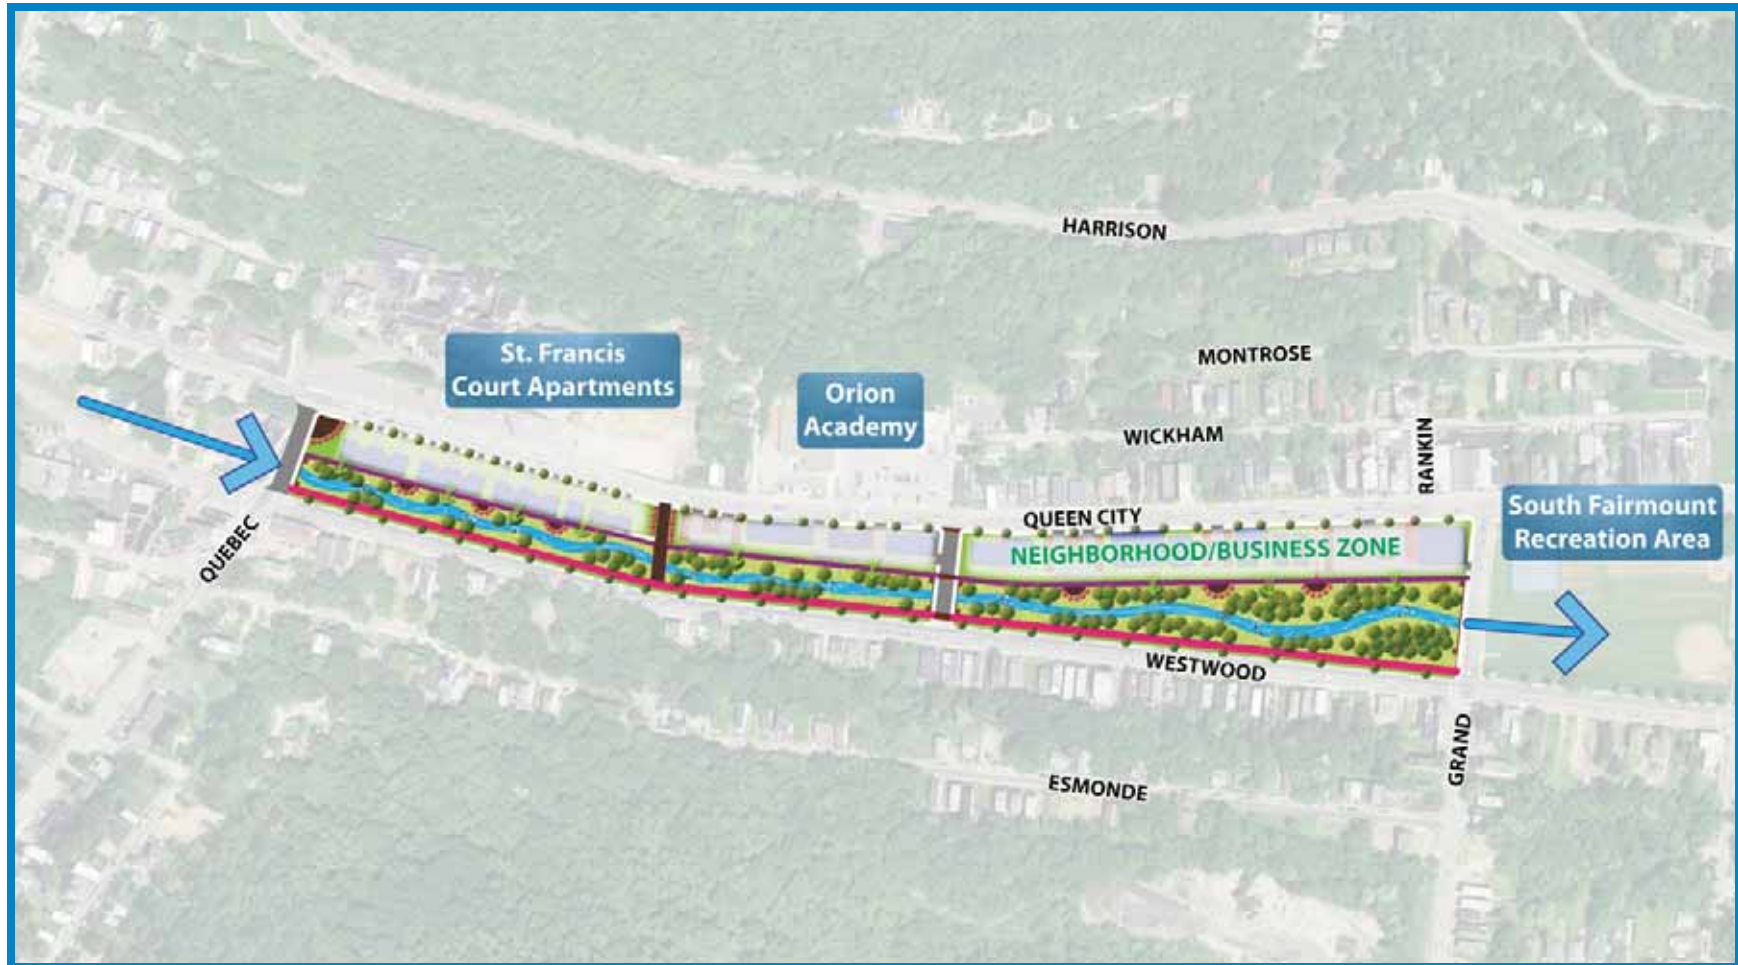 HARRISON
St. Francis
Court Apartments
MONTROSE
Orion
Academy
WICKHAM
RANKIN
QUEEN CITY
South Fairmount
Recreation Area
NEIGHBORHOOD/BUSINESS ZONE
QUEBEC
WESTWOOD
GRAND
ESMONDE